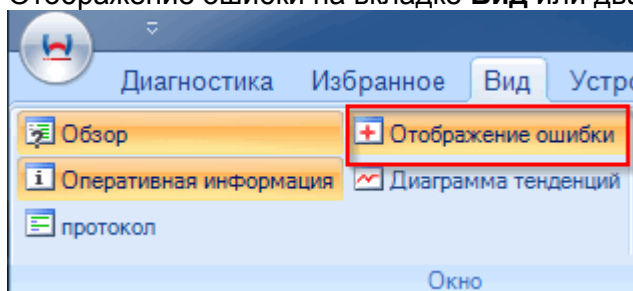 Отображение ошибки на вкладке Вид или два
Диагностика Избранное Вид Устр
Обзор Отображение ошибки
Оперативная информация Диаграмма тенденций
протокол
Окно